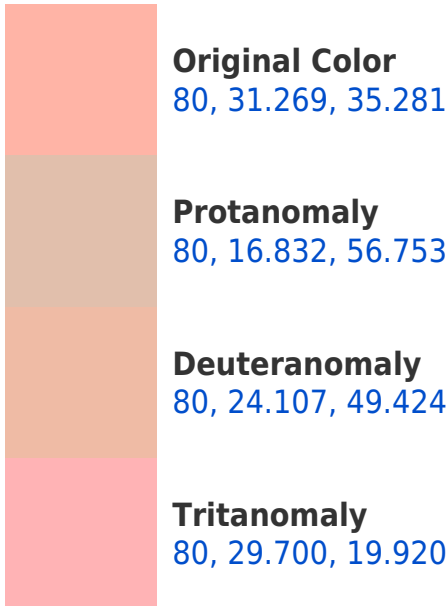 Original Color
80, 31.269, 35.281
Protanomaly
80, 16.832, 56.753
Deuteranomaly
80, 24.107, 49.424
Tritanomaly
80, 29.700, 19.920